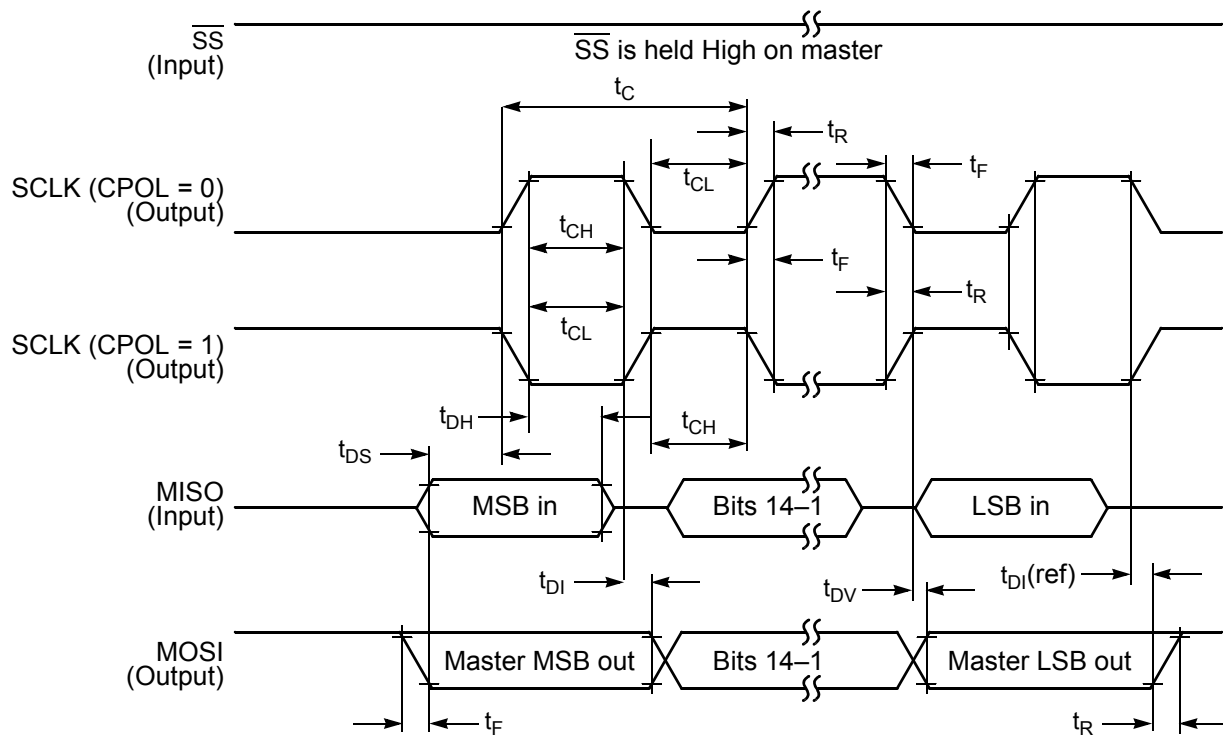 SS
(Input)
SS is held High on master
tC
tR
tF
SCLK (CPOL = 0)
(Output)
tCL
tCH
tF
tR
SCLK (CPOL = 1)
(Output)
tCL
tDH
tCH
tDS
MISO
(Input)
MSB in
Bits 14–1
LSB in
tDI
tDV
tDI(ref)
MOSI
(Output)
Master MSB out
Bits 14–1
Master LSB out
tF
tR